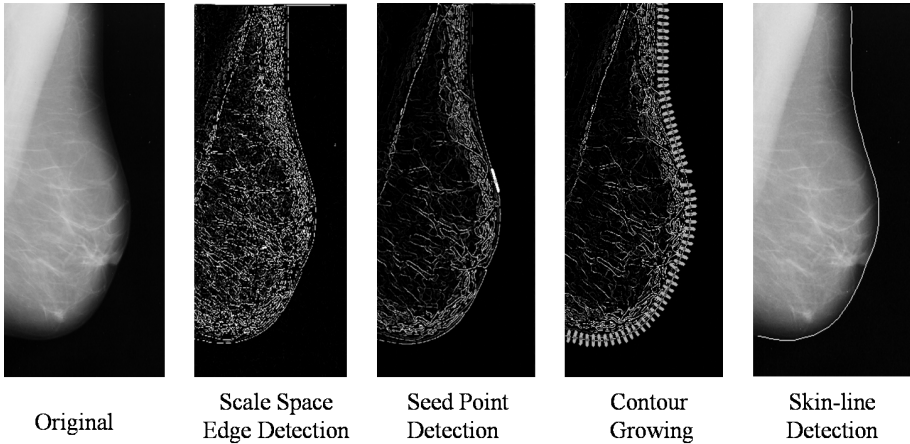 Original
Scale Space
Edge Detection
Seed Point
Detection
Contour
Growing
Skin-line
Detection